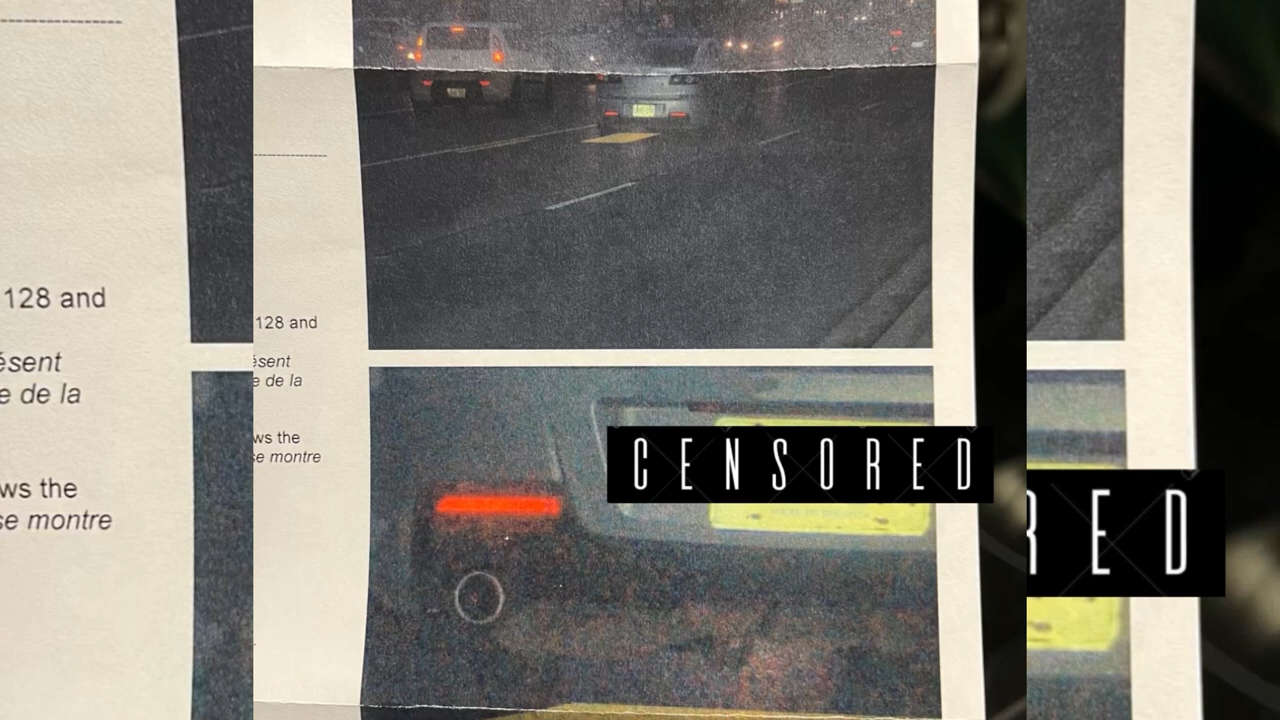 128 and
ésent
e de la
ws the
se montre
128 and
ésent
e de la
ws the
se montre
CENSORED
RED